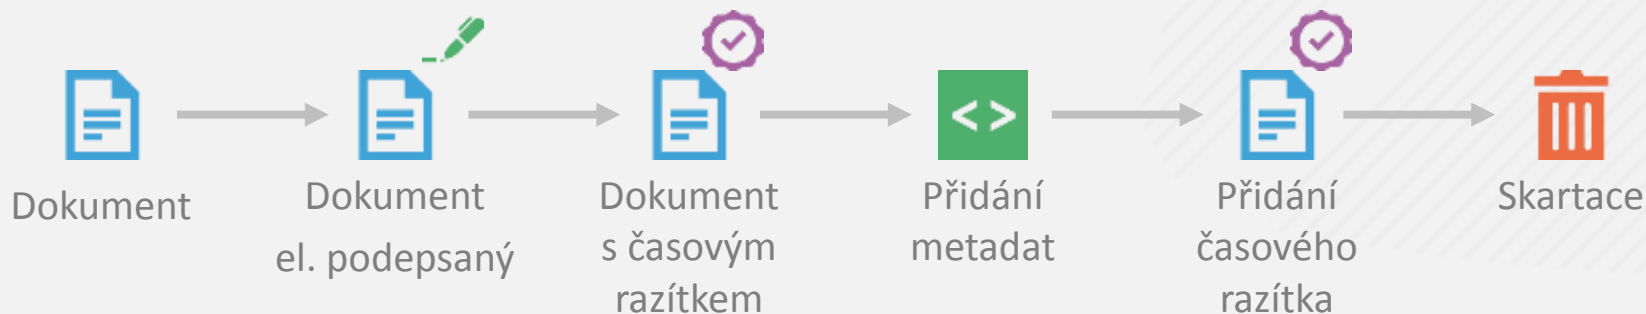 Dokument
Dokument
el. podepsaný
Dokument
s časovým
razítkem
< >
Přidání
metadat
Přidání
časového
razítka
Skartace